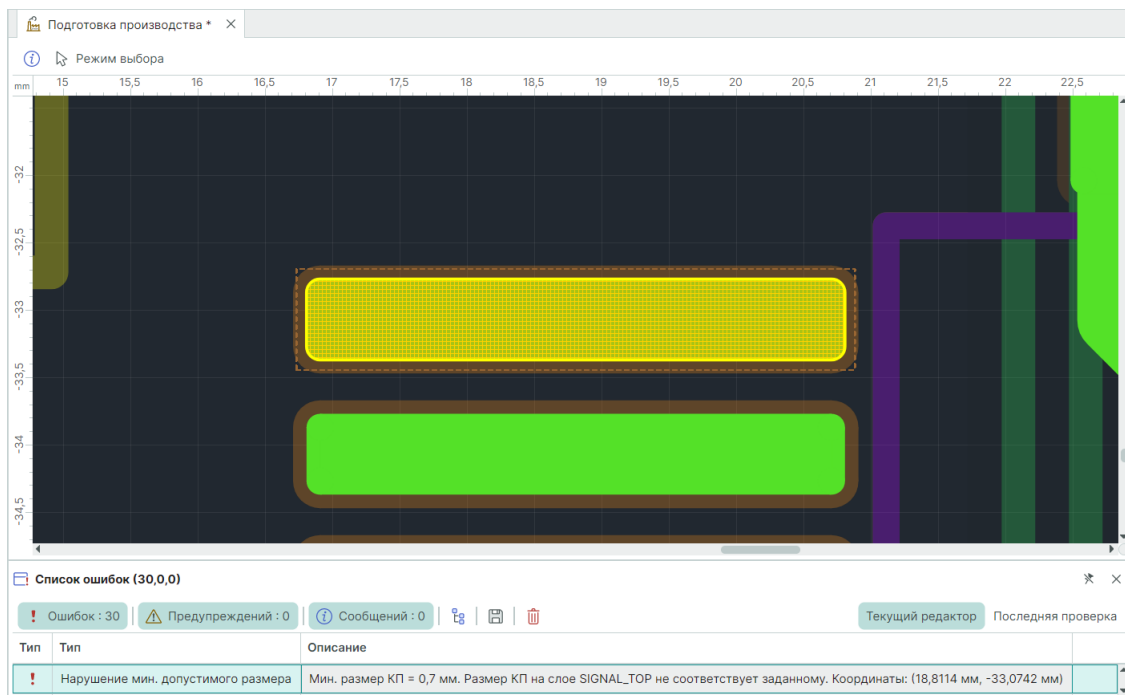 Подготовка производства *
Режим выбора
mm 15 15,5 16 16,5 17 17,5 18 18,5 19 19,5 20 20,5 21 21,5 22 22,5
-32
-32,5
-33
-33,5
-34
-34,5
Список ошибок (30,0,0)
Ошибок : 30 Предупреждений : 0 Сообщений : 0 Текущий редактор Последняя проверка
Тип Тип Описание
Нарушение мин. допустимого размера Мин. размер КП = 0,7 мм. Размер КП на слое SIGNAL_TOP не соответствует заданному. Координаты: (18,8114 мм, -33,0742 мм)